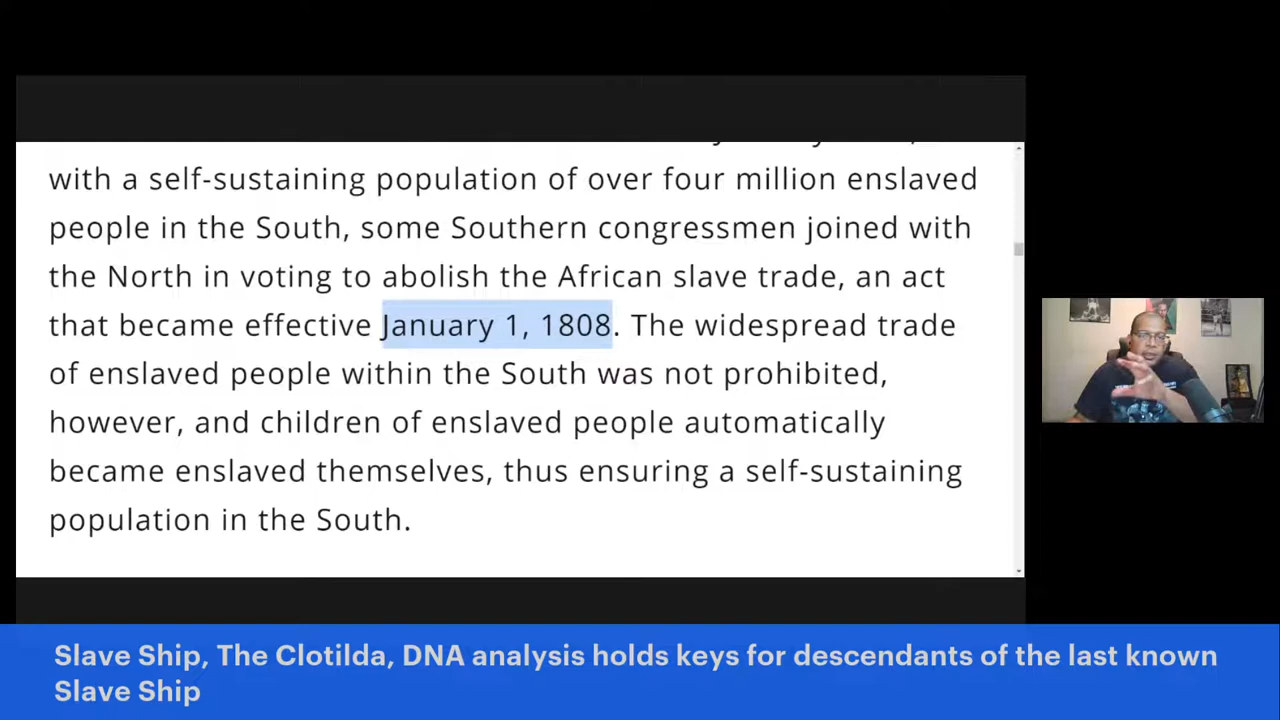 with a self-sustaining population of over four million enslaved
people in the South, some Southern congressmen joined with
the North in voting to abolish the African slave trade, an act
that became effective January 1, 1808. The widespread trade
of enslaved people within the South was not prohibited,
however, and children of enslaved people automatically
became enslaved themselves, thus ensuring a self-sustaining
population in the South.
Slave Ship, The Clotilda, DNA analysis holds keys for descendants of the last known
Slave Ship